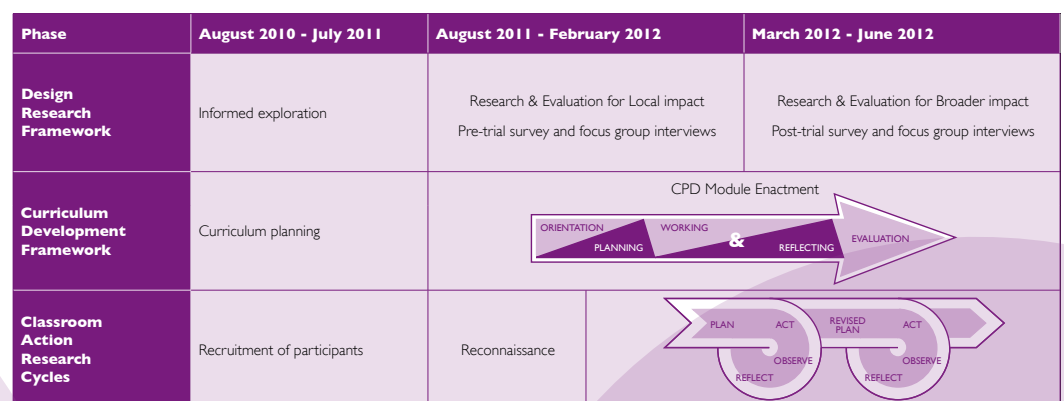 Phase
August 2010 - July 2011
August 2011 - February 2012
March 2012 - June 2012
Design
Research
Framework
Informed exploration
Research & Evaluation for Local impact
Pre-trial survey and focus group interviews
Research & Evaluation for Broader impact
Post-trial survey and focus group interviews
Curriculum
Development
Framework
Curriculum planning
CPD Module Enactment
ORIENTATION
PLANNING
WORKING
&
REFLECTING
EVALUATION
Classroom
Action
Research
Cycles
Recruitment of participants
Reconnaissance
PLAN
ACT
OBSERVE
REFLECT
REVISED
PLAN
ACT
OBSERVE
REFLECT